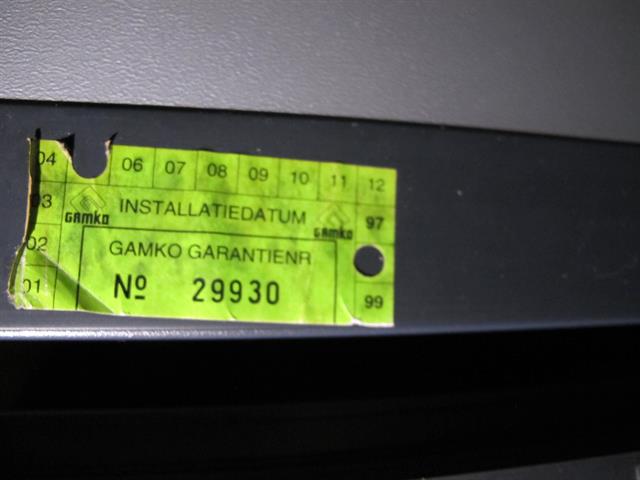 04 06 07 08 09 10 11 12
03 GAMKO INSTALLATIEDATUM GAMKO 97
02 GAMKO GARANTIENR
01 Nº 29930 99